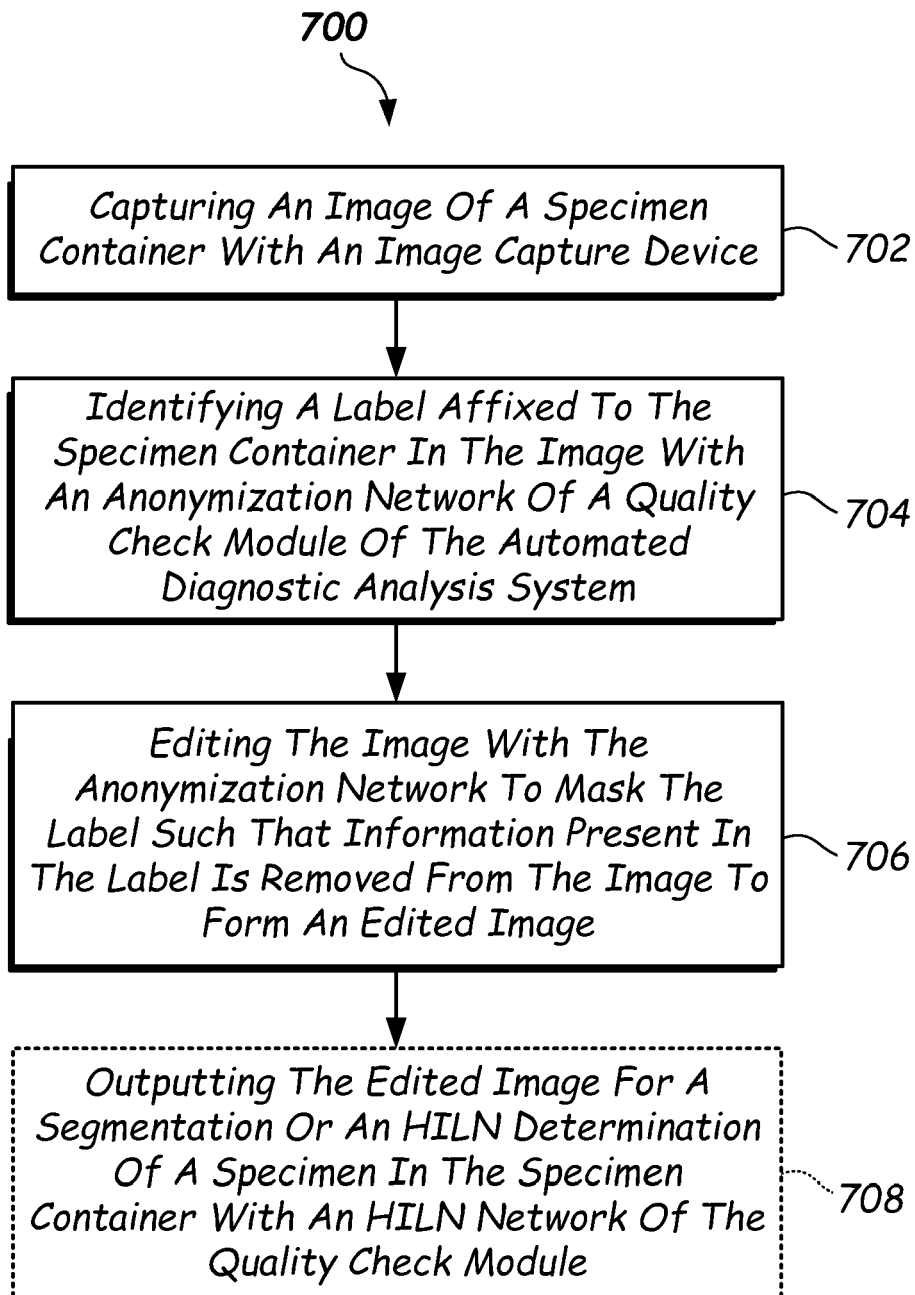 700
Capturing An Image Of A Specimen
Container With An Image Capture Device
702
Identifying A Label Affixed To The
Specimen Container In The Image With
An Anonymization Network Of A Quality
Check Module Of The Automated
Diagnostic Analysis System
704
Editing The Image With The
Anonymization Network To Mask The
Label Such That Information Present In
The Label Is Removed From The Image To
Form An Edited Image
706
Outputting The Edited Image For A
Segmentation Or An HILN Determination
Of A Specimen In The Specimen
Container With An HILN Network Of The
Quality Check Module
708